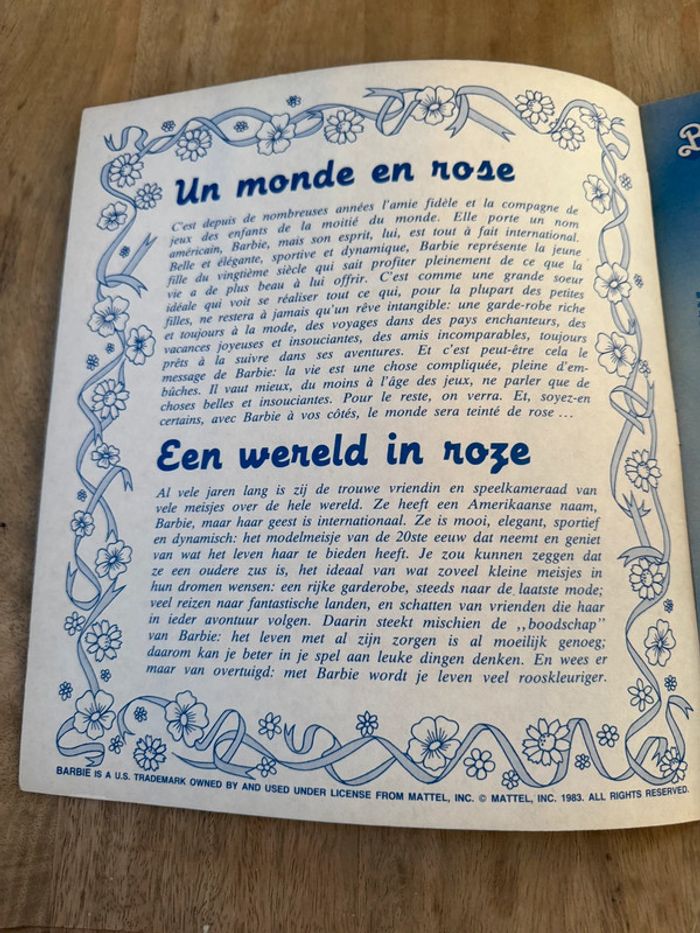 Un monde en rose
C'est depuis de nombreuses années l'amie fidèle et la compagne de
jeux des enfants de la moitié du monde. Elle porte un nom
américain, Barbie, mais son esprit, lui, est tout à fait international.
Belle et élégante, sportive et dynamique, Barbie représente la jeune
fille du vingtième siècle qui sait profiter pleinement de ce que la
vie a de plus beau à lui offrir. C'est comme une grande soeur
idéale qui voit se réaliser tout ce qui, pour la plupart des petites
filles, ne restera à jamais qu'un rêve intangible: une garde-robe riche
et toujours à la mode, des voyages dans des pays enchanteurs, des
vacances joyeuses et insouciantes, des amis incomparables, toujours
prêts à la suivre dans ses aventures. Et c'est peut-être cela le
message de Barbie: la vie est une chose compliquée, pleine d'em-
bûches. Il vaut mieux, du moins à l'âge des jeux, ne parler que de
choses belles et insouciantes. Pour le reste, on verra. Et, soyez-en
certains, avec Barbie à vos côtés, le monde sera teinté de rose ...
Een wereld in roze
Al vele jaren lang is zij de trouwe vriendin en speelkameraad van
vele meisjes over de hele wereld. Ze heeft een Amerikaanse naam,
Barbie, maar haar geest is internationaal. Ze is mooi, elegant, sportief
en dynamisch: het modelmeisje van de 20ste eeuw dat neemt en geniet
van wat het leven haar te bieden heeft. Je zou kunnen zeggen dat
ze een oudere zus is, het ideaal van wat zoveel kleine meisjes in
hun dromen wensen: een rijke garderobe, steeds naar de laatste mode;
veel reizen naar fantastische landen, en schatten van vrienden die haar
in ieder avontuur volgen. Daarin steekt mischien de ,,boodschap"
van Barbie: het leven met al zijn zorgen is al moeilijk genoeg;
daarom kan je beter in je spel aan leuke dingen denken. En wees er
maar van overtuigd: met Barbie wordt je leven veel rooskleuriger.
BARBIE IS A U.S. TRADEMARK OWNED BY AND USED UNDER LICENSE FROM MATTEL, INC. © MATTEL, INC. 1983. ALL RIGHTS RESERVED.